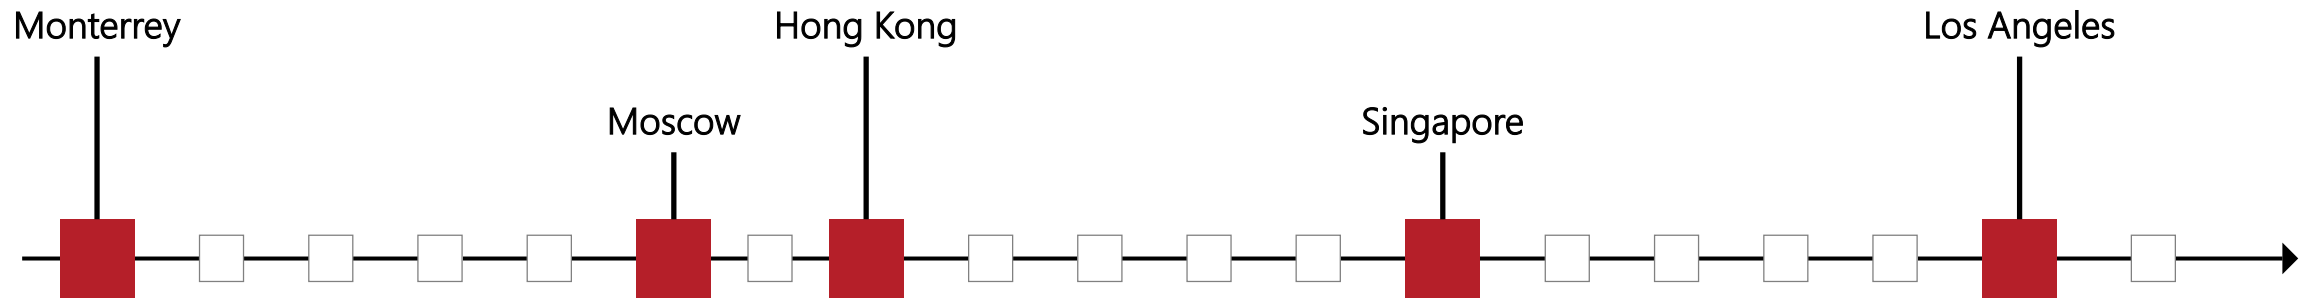 Monterrey
Moscow
Hong Kong
Singapore
Los Angeles